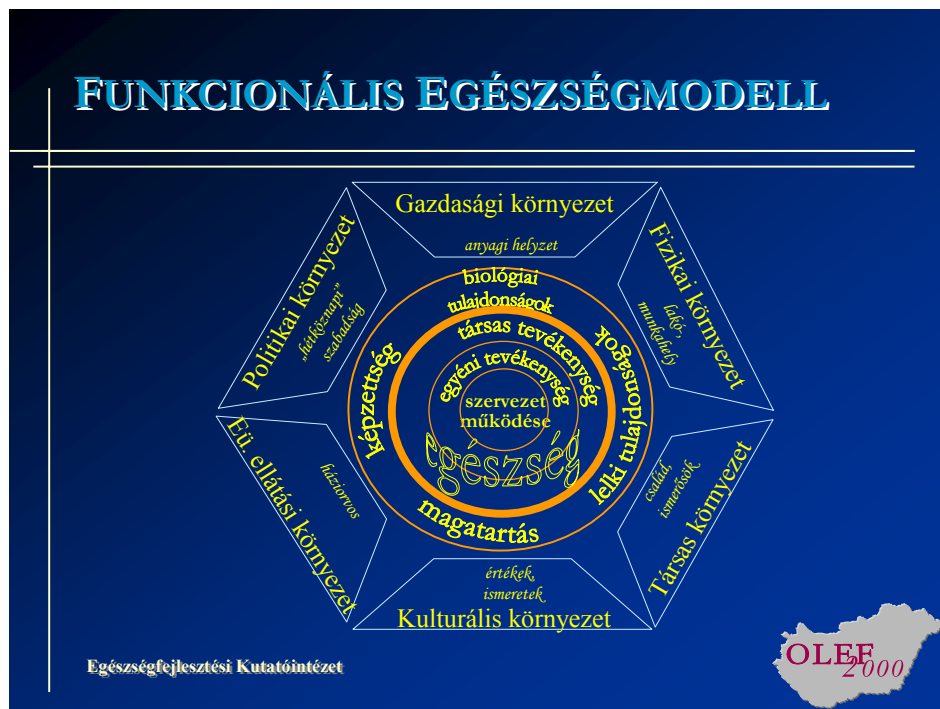 FUNKCIONÁLIS EGÉSZSÉGMODELL
Gazdasági környezet
anyagi helyzet
Fizikai környezet
lakó-,
munkahely
Társas környezet
család,
ismerősök
Kulturális környezet
értékek,
ismeretek
Eü. ellátási környezet
háziorvos
Politikai környezet
„hétköznapi”
szabadság
biológiai
tulajdonságok
lelki tulajdonságok
magatartás
képzettség
társas tevékenység
egyéni tevékenység
szervezet
működése
egészség
Egészségfejlesztési Kutatóintézet
OLEF
2000